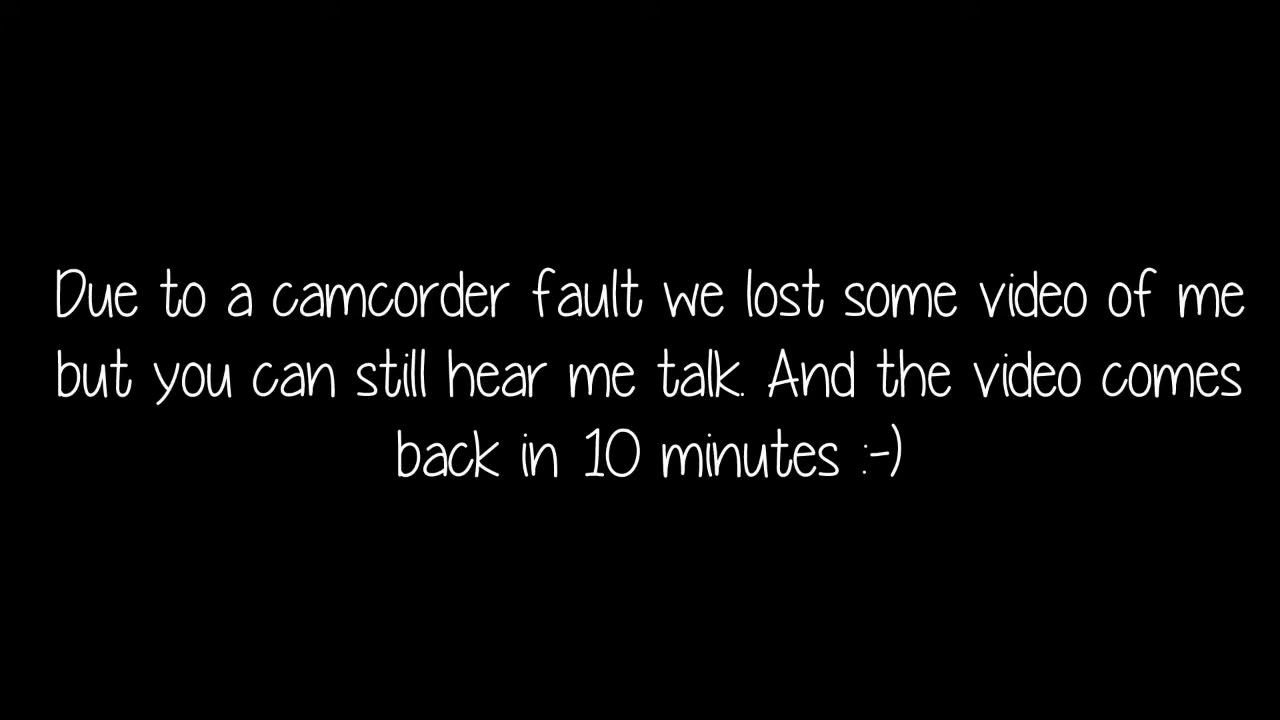 Due to a camcorder fault we lost some video of me
but you can still hear me talk. And the video comes
back in 10 minutes :-)